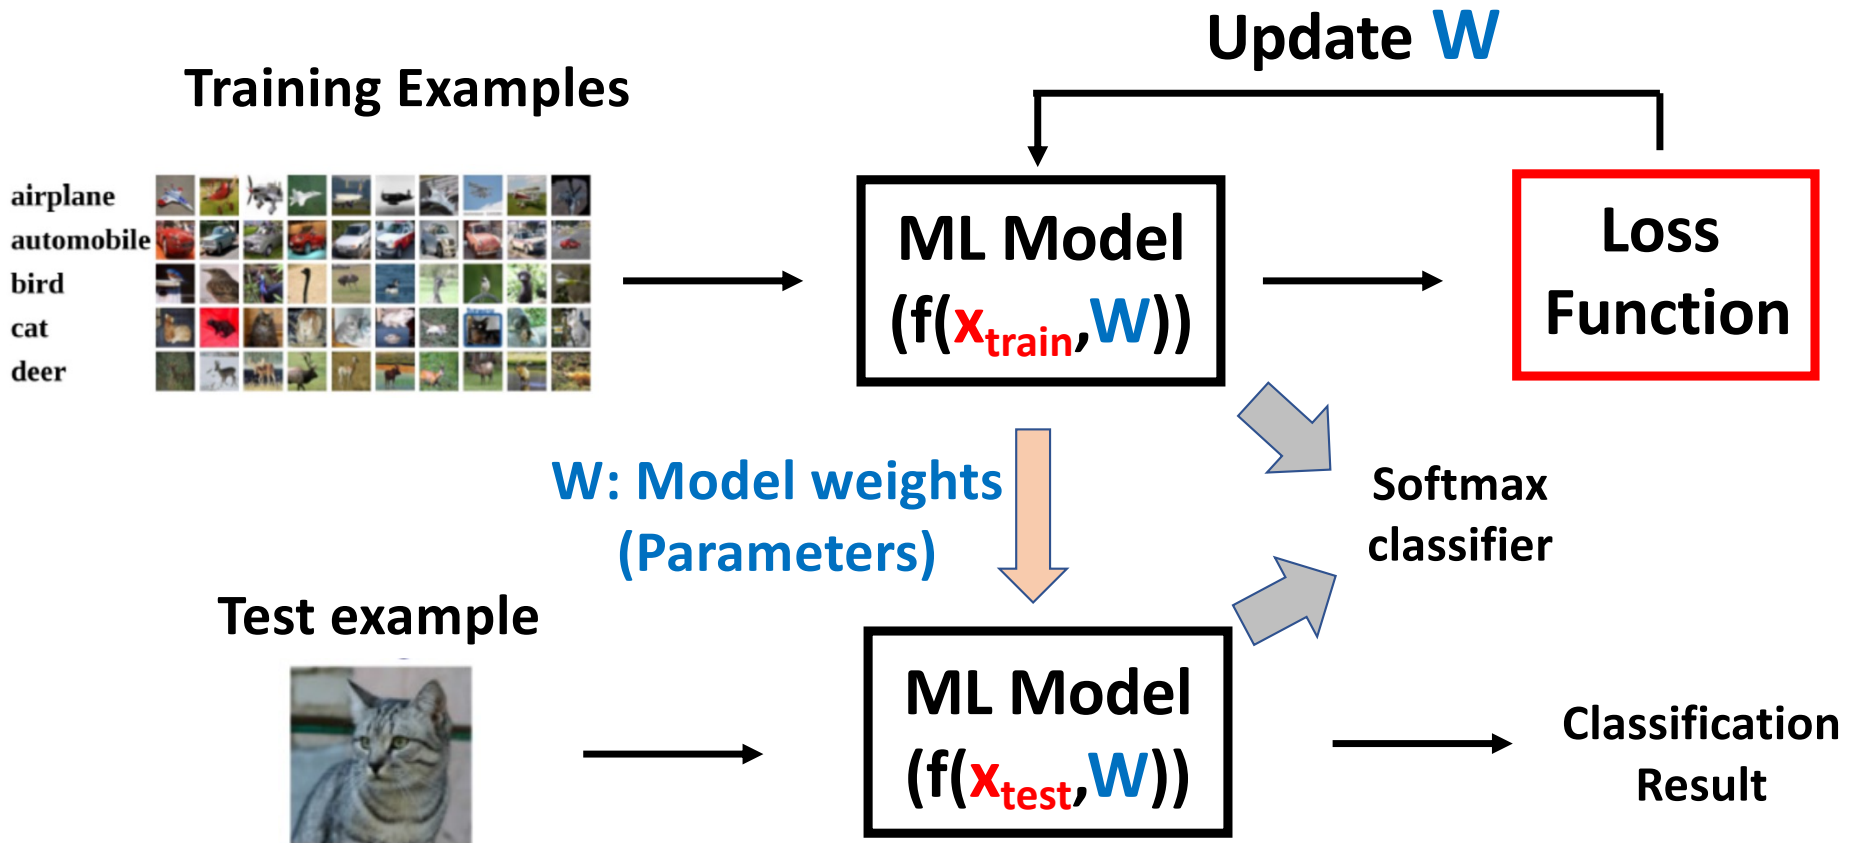 Update W
Training Examples
airplane
automobile
bird
cat
deer
ML Model
(f(xtrain,W))
Loss
Function
W: Model weights
(Parameters)
Softmax
classifier
Test example
ML Model
(f(xtest,W))
Classification
Result